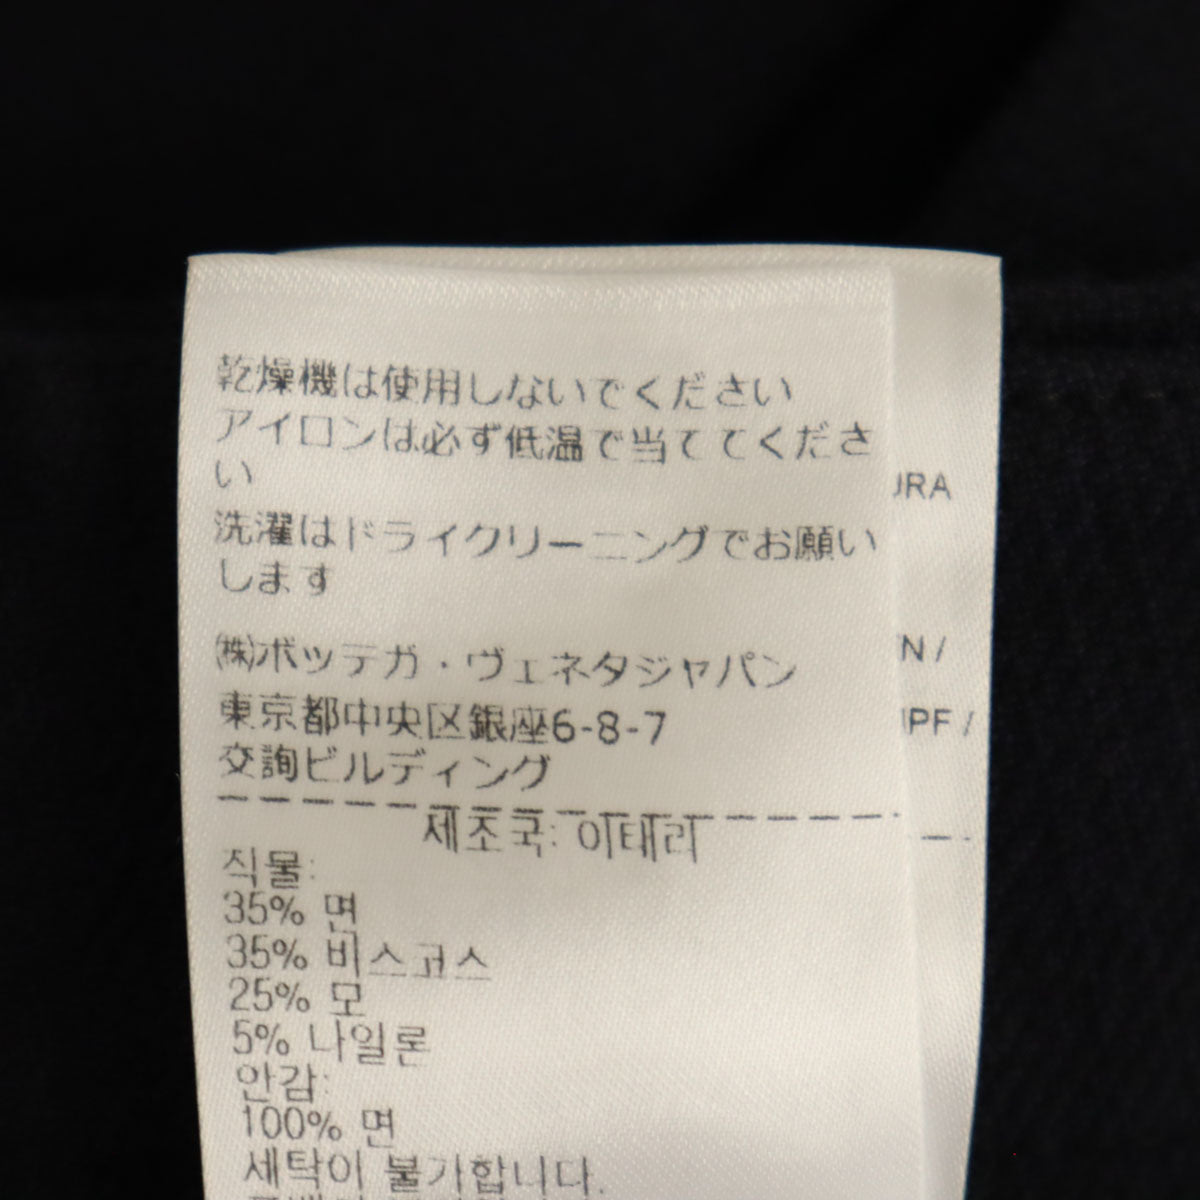 乾燥機は使用しないでください
アイロンは必ず低温で当ててくださ
い
洗濯はドライクリーニングでお願い
します
㈱ボッテガ・ヴェネタジャパン
東京都中央区銀座6-8-7
交詢ビルディング
제조국: 이태리
직물:
35% 면
35% 비스코스
25% 모
5% 나일론
안감:
100% 면
세탁이 불가합니다.